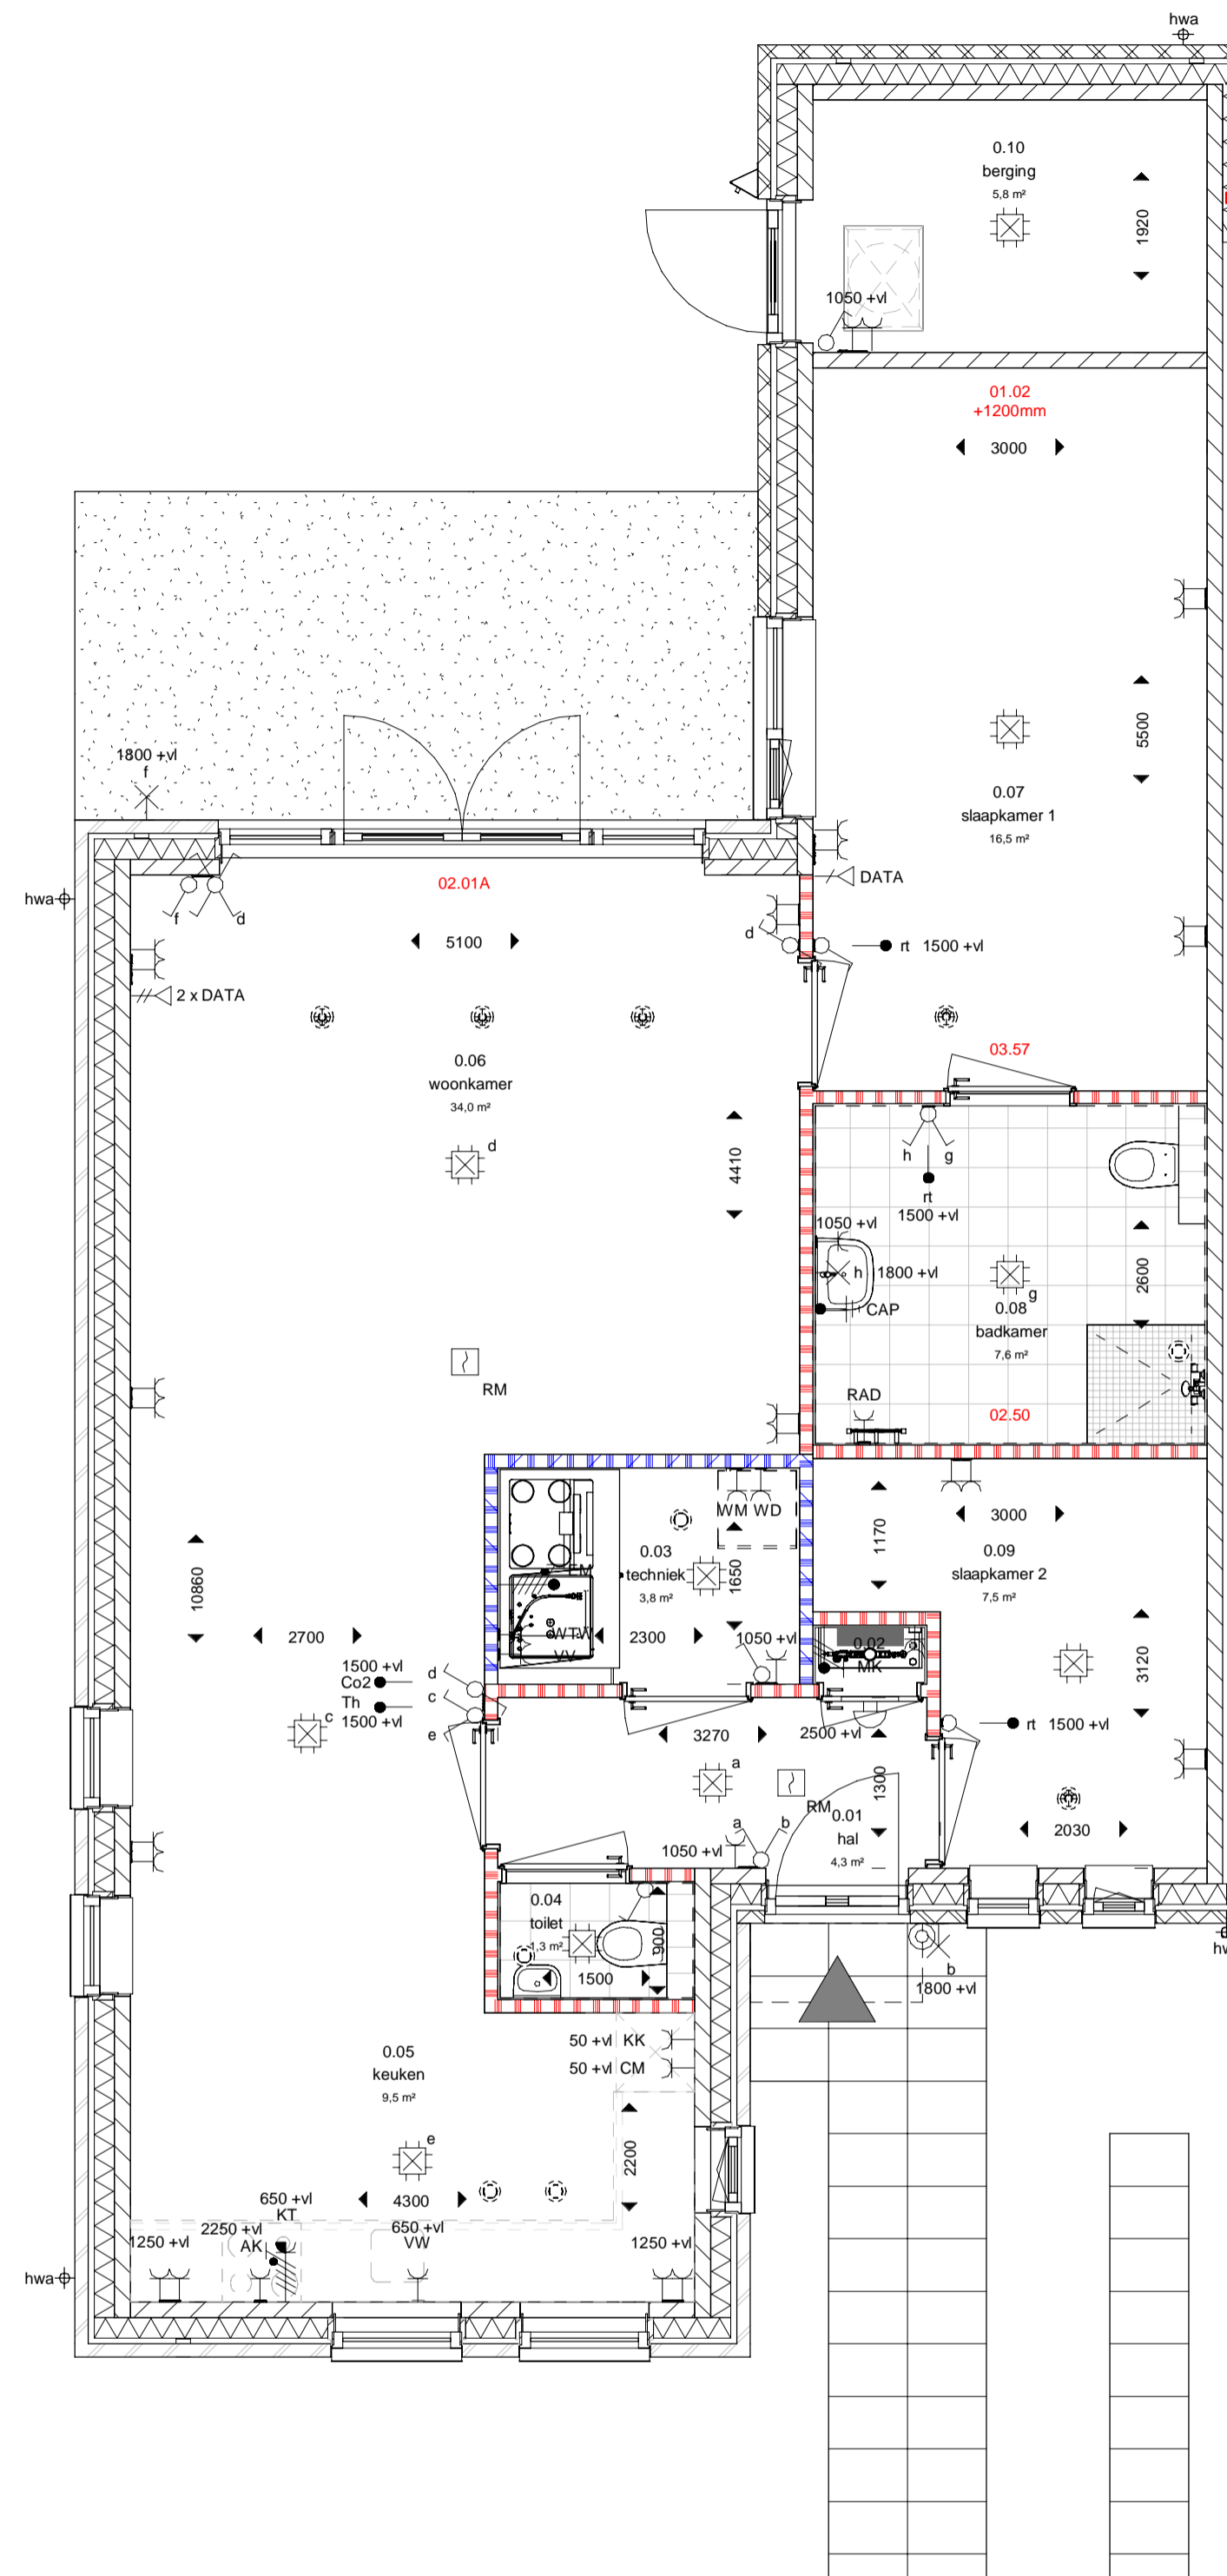 hwa
0.10
berging
5,8 m²
1920
1050 +vl
01.02
+1200mm
3000
5500
0.07
slaapkamer 1
16,5 m²
1800 +vl
f
hwa
f
d
02.01A
5100
DATA
d
rt 1500 +vl
2 x DATA
03.57
0.06
woonkamer
34,0 m²
d
4410
h
g
rt
1500 +vl
1050 +vl
h 1800 +vl
CAP
g
0.08
badkamer
7,6 m²
2600
RM
RAD
02.50
WM WD
1170
3000
0.09
slaapkamer 2
7,5 m²
0.03
techniek
3,8 m²
1650
10860
2700
WTW
VV
2300
1050 +vl
0.02
MK
3120
1500 +vl
Co2
Th
1500 +vl
d
c
e
c
3270
2500 +vl
rt 1500 +vl
a
RM
1300
0.01
hal
4,3 m²
a
b
1050 +vl
2030
0.04
toilet
1,3 m²
900
1500
b
1800 +vl
50 +vl KK
50 +vl CM
0.05
keuken
9,5 m²
e
2200
650 +vl
KT
4300
2250 +vl
AK
650 +vl
VW
1250 +vl
1250 +vl
hwa